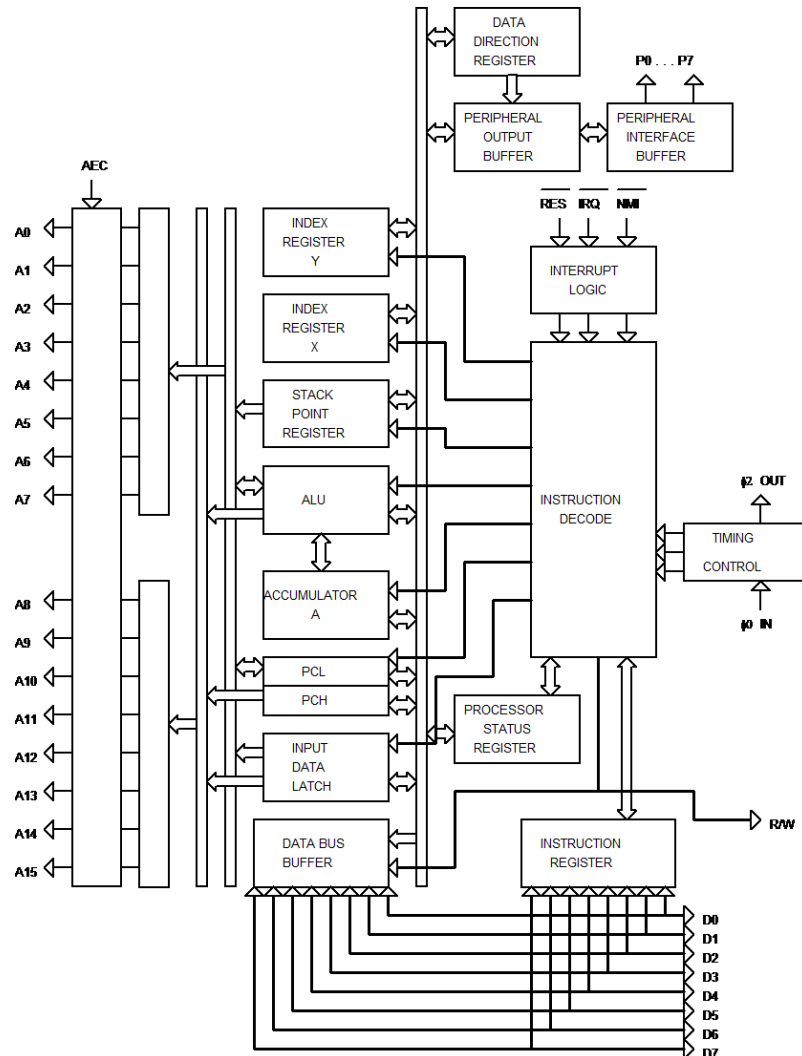 DATA
DIRECTION
REGISTER
P0 . . . P7
PERIPHERAL
OUTPUT
BUFFER
PERIPHERAL
INTERFACE
BUFFER
AEC
RES IRQ NMI
A0
A1
A2
A3
A4
A5
A6
A7
A8
A9
A10
A11
A12
A13
A14
A15
INDEX
REGISTER
Y
INDEX
REGISTER
X
STACK
POINT
REGISTER
ALU
ACCUMULATOR
A
PCL
PCH
INPUT
DATA
LATCH
DATA BUS
BUFFER
INTERRUPT
LOGIC
INSTRUCTION
DECODE
ϕ2 OUT
TIMING
CONTROL
ϕ0 IN
PROCESSOR
STATUS
REGISTER
INSTRUCTION
REGISTER
R/W
D0
D1
D2
D3
D4
D5
D6
D7